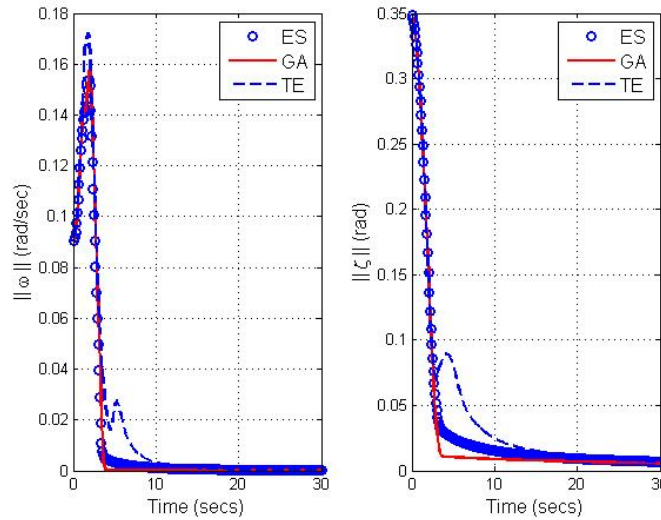 0.18
0.16
0.14
0.12
0.1
0.08
0.06
0.04
0.02
0
|| ω || (rad/sec)
0 10 20 30
Time (secs)
ES
GA
TE
0.35
0.3
0.25
0.2
0.15
0.1
0.05
0
|| ζ || (rad)
0 10 20 30
Time (secs)
ES
GA
TE